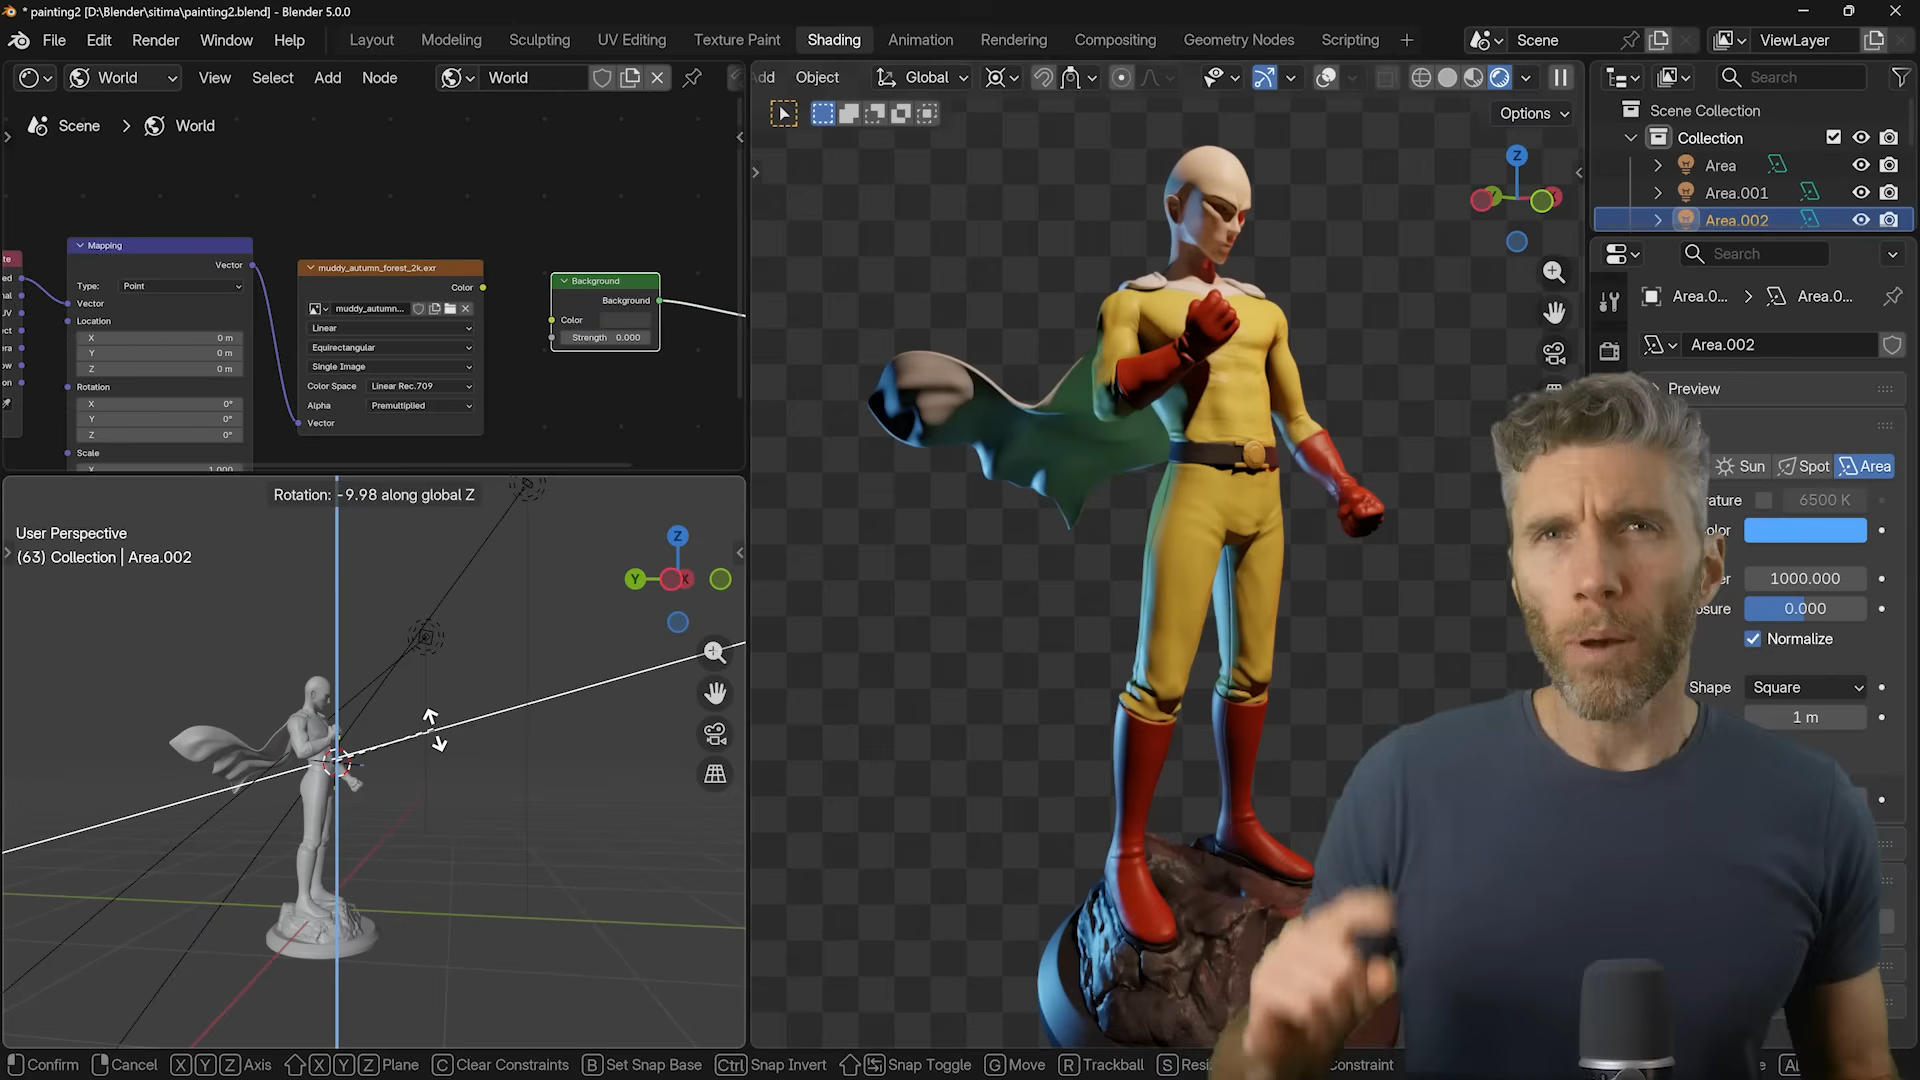 * painting2 [D:\Blender\sitima\painting2.blend] - Blender 5.0.0
File Edit Render Window Help
Layout Modeling Sculpting UV Editing Texture Paint Shading Animation Rendering Compositing Geometry Nodes Scripting +
Scene
ViewLayer
World
View Select Add Node
World
Object
Global
Search
Options
Scene > World
Scene Collection
Collection
Area
Area.001
Area.002
Search
Area.0... > Area.0...
Area.002
Preview
Sun Spot Area
6500 K
1000.000
0.000
Normalize
Shape Square
1 m
Mapping
Vector
Type: Point
Vector
Location
X 0 m
Y 0 m
Z 0 m
Rotation
X 0°
Y 0°
Z 0°
Scale
X 1.000
muddy_autumn_forest_2k.exr
Color
muddy_autumn...
Linear
Equirectangular
Single Image
Color Space Linear Rec.709
Alpha Premultiplied
Vector
Background
Background
Color
Strength 0.000
Rotation: -9.98 along global Z
User Perspective
(63) Collection | Area.002
Z
Y X
Z
Confirm Cancel X Y Z Axis X Y Z Plane C Clear Constraints B Set Snap Base Ctrl Snap Invert Snap Toggle G Move R Trackball S